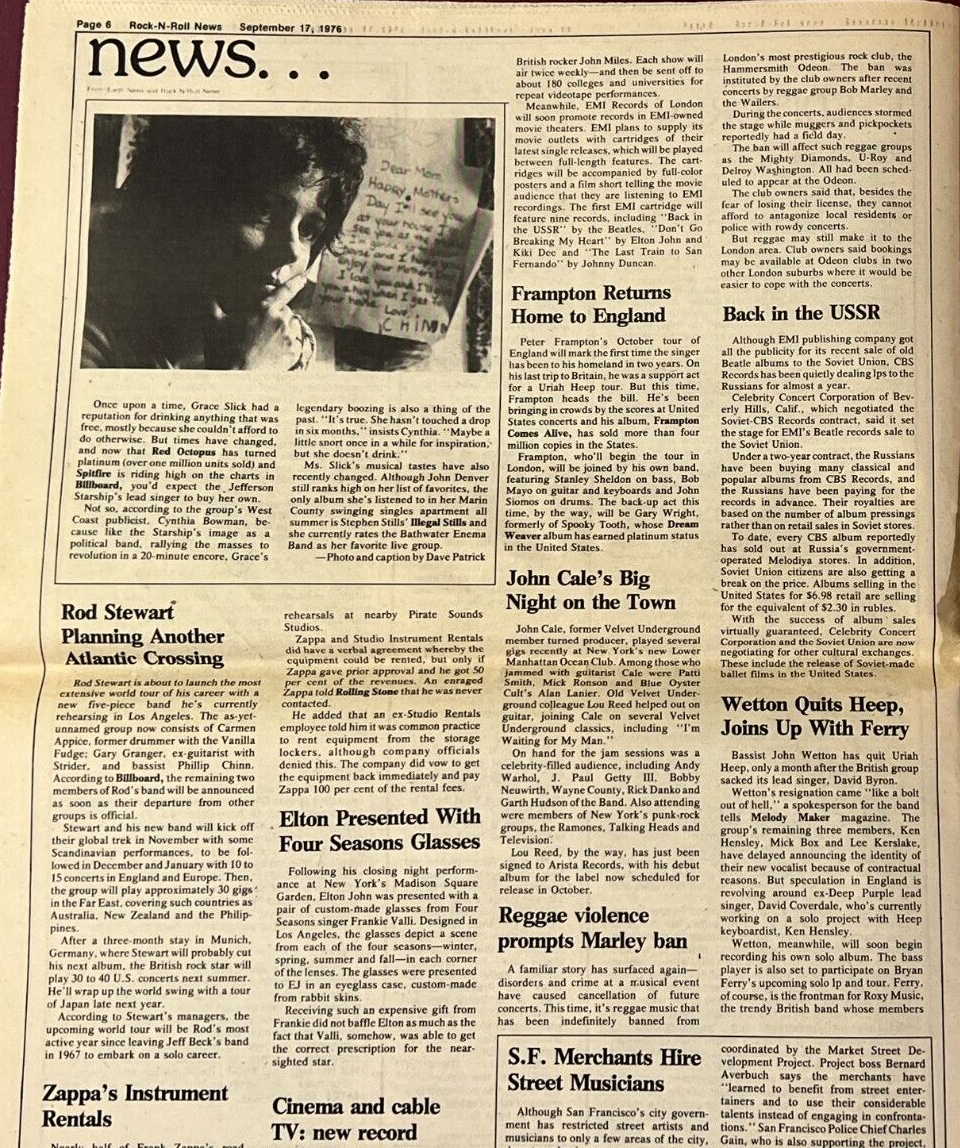 Page 6 Rock-N-Roll News September 17, 1976
news...
From Earth News and Rock N Roll News
Dear Mom
Happy Mothers
Day I'll see you
at your house I
see you at
I love you
your house
Love,
CHINA
Once upon a time, Grace Slick had a
reputation for drinking anything that was
free, mostly because she couldn't afford to
do otherwise. But times have changed,
and now that Red Octopus has turned
platinum (over one million units sold) and
Spitfire is riding high on the charts in
Billboard, you'd expect the Jefferson
Starship's lead singer to buy her own.
Not so, according to the group's West
Coast publicist, Cynthia Bowman, be-
cause like the Starship's image as a
political band, rallying the masses to
revolution in a 20-minute encore, Grace's
legendary boozing is also a thing of the
past. "It's true. She hasn't touched a drop
in six months," insists Cynthia. "Maybe a
little snort once in a while for inspiration,
but she doesn't drink."
Ms. Slick's musical tastes have also
recently changed. Although John Denver
still ranks high on her list of favorites, the
only album she's listened to in her Marin
County swinging singles apartment all
summer is Stephen Stills' Illegal Stills and
she currently rates the Bathwater Enema
Band as her favorite live group.
—Photo and caption by Dave Patrick
Rod Stewart
Planning Another
Atlantic Crossing
Rod Stewart is about to launch the most
extensive world tour of his career with a
new five-piece band he's currently
rehearsing in Los Angeles. The as-yet-
unnamed group now consists of Carmen
Appice, former drummer with the Vanilla
Fudge; Gary Granger, ex-guitarist with
Strider, and bassist Phillip Chinn.
According to Billboard, the remaining two
members of Rod's band will be announced
as soon as their departure from other
groups is official.
Stewart and his new band will kick off
their global trek in November with some
Scandinavian performances, to be fol-
lowed in December and January with 10 to
15 concerts in England and Europe. Then,
the group will play approximately 30 gigs
in the Far East, covering such countries as
Australia, New Zealand and the Philip-
pines.
After a three-month stay in Munich,
Germany, where Stewart will probably cut
his next album, the British rock star will
play 30 to 40 U.S. concerts next summer.
He'll wrap up the world swing with a tour
of Japan late next year.
According to Stewart's managers, the
upcoming world tour will be Rod's most
active year since leaving Jeff Beck's band
in 1967 to embark on a solo career.
Zappa's Instrument
Rentals
Nearly half of Frank Zappa's road
rehearsals at nearby Pirate Sounds
Studios.
Zappa and Studio Instrument Rentals
did have a verbal agreement whereby the
equipment could be rented, but only if
Zappa gave prior approval and he got 50
per cent of the revenues. An enraged
Zappa told Rolling Stone that he was never
contacted.
He added that an ex-Studio Rentals
employee told him it was common practice
to rent equipment from the storage
lockers, although company officials
denied this. The company did vow to get
the equipment back immediately and pay
Zappa 100 per cent of the rental fees.
Elton Presented With
Four Seasons Glasses
Following his closing night perform-
ance at New York's Madison Square
Garden, Elton John was presented with a
pair of custom-made glasses from Four
Seasons singer Frankie Valli. Designed in
Los Angeles, the glasses depict a scene
from each of the four seasons—winter,
spring, summer and fall—in each corner
of the lenses. The glasses were presented
to EJ in an eyeglass case, custom-made
from rabbit skins.
Receiving such an expensive gift from
Frankie did not baffle Elton as much as the
fact that Valli, somehow, was able to get
the correct prescription for the near-
sighted star.
Cinema and cable
TV: new record
British rocker John Miles. Each show will
air twice weekly—and then be sent off to
about 180 colleges and universities for
repeat videotape performances.
Meanwhile, EMI Records of London
will soon promote records in EMI-owned
movie theaters. EMI plans to supply its
movie outlets with cartridges of their
latest single releases, which will be played
between full-length features. The cart-
ridges will be accompanied by full-color
posters and a film short telling the movie
audience that they are listening to EMI
recordings. The first EMI cartridge will
feature nine records, including "Back in
the USSR" by the Beatles, "Don't Go
Breaking My Heart" by Elton John and
Kiki Dee and "The Last Train to San
Fernando" by Johnny Duncan.
Frampton Returns
Home to England
Peter Frampton's October tour of
England will mark the first time the singer
has been to his homeland in two years. On
his last trip to Britain, he was a support act
for a Uriah Heep tour. But this time,
Frampton heads the bill. He's been
bringing in crowds by the scores at United
States concerts and his album, Frampton
Comes Alive, has sold more than four
million copies in the States.
Frampton, who'll begin the tour in
London, will be joined by his own band,
featuring Stanley Sheldon on bass, Bob
Mayo on guitar and keyboards and John
Siomos on drums. The back-up act this
time, by the way, will be Gary Wright,
formerly of Spooky Tooth, whose Dream
Weaver album has earned platinum status
in the United States.
John Cale's Big
Night on the Town
John Cale, former Velvet Underground
member turned producer, played several
gigs recently at New York's new Lower
Manhattan Ocean Club. Among those who
jammed with guitarist Cale were Patti
Smith, Mick Ronson and Blue Oyster
Cult's Alan Lanier. Old Velvet Under-
ground colleague Lou Reed helped out on
guitar, joining Cale on several Velvet
Underground classics, including "I'm
Waiting for My Man."
On hand for the jam sessions was a
celebrity-filled audience, including Andy
Warhol, J. Paul Getty III, Bobby
Neuwirth, Wayne County, Rick Danko and
Garth Hudson of the Band. Also attending
were members of New York's punk-rock
groups, the Ramones, Talking Heads and
Television.
Lou Reed, by the way, has just been
signed to Arista Records, with his debut
album for the label now scheduled for
release in October.
Reggae violence
prompts Marley ban
A familiar story has surfaced again—
disorders and crime at a musical event
have caused cancellation of future
concerts. This time, it's reggae music that
has been indefinitely banned from
London's most prestigious rock club, the
Hammersmith Odeon. The ban was
instituted by the club owners after recent
concerts by reggae group Bob Marley and
the Wailers.
During the concerts, audiences stormed
the stage while muggers and pickpockets
reportedly had a field day.
The ban will affect such reggae groups
as the Mighty Diamonds, U-Roy and
Delroy Washington. All had been sched-
uled to appear at the Odeon.
The club owners said that, besides the
fear of losing their license, they cannot
afford to antagonize local residents or
police with rowdy concerts.
But reggae may still make it to the
London area. Club owners said bookings
may be available at Odeon clubs in two
other London suburbs where it would be
easier to cope with the concerts.
Back in the USSR
Although EMI publishing company got
all the publicity for its recent sale of old
Beatle albums to the Soviet Union, CBS
Records has been quietly dealing lps to the
Russians for almost a year.
Celebrity Concert Corporation of Bev-
erly Hills, Calif., which negotiated the
Soviet-CBS Records contract, said it set
the stage for EMI's Beatle records sale to
the Soviet Union.
Under a two-year contract, the Russians
have been buying many classical and
popular albums from CBS Records, and
the Russians have been paying for the
records in advance. Their royalties are
based on the number of album pressings
rather than on retail sales in Soviet stores.
To date, every CBS album reportedly
has sold out at Russia's government-
operated Melodiya stores. In addition,
Soviet Union citizens are also getting a
break on the price. Albums selling in the
United States for $6.98 retail are selling
for the equivalent of $2.30 in rubles.
With the success of album sales
virtually guaranteed, Celebrity Concert
Corporation and the Soviet Union are now
negotiating for other cultural exchanges.
These include the release of Soviet-made
ballet films in the United States.
Wetton Quits Heep,
Joins Up With Ferry
Bassist John Wetton has quit Uriah
Heep, only a month after the British group
sacked its lead singer, David Byron.
Wetton's resignation came "like a bolt
out of hell," a spokesperson for the band
tells Melody Maker magazine. The
group's remaining three members, Ken
Hensley, Mick Box and Lee Kerslake,
have delayed announcing the identity of
their new vocalist because of contractual
reasons. But speculation in England is
revolving around ex-Deep Purple lead
singer, David Coverdale, who's currently
working on a solo project with Heep
keyboardist, Ken Hensley.
Wetton, meanwhile, will soon begin
recording his own solo album. The bass
player is also set to participate on Bryan
Ferry's upcoming solo lp and tour. Ferry,
of course, is the frontman for Roxy Music,
the trendy British band whose members
S.F. Merchants Hire
Street Musicians
Although San Francisco's city govern-
ment has restricted street artists and
musicians to only a few areas of the city,
coordinated by the Market Street De-
velopment Project. Project boss Bernard
Averbuch says the merchants have
"learned to benefit from street enter-
tainers and to use their considerable
talents instead of engaging in confronta-
tions." San Francisco Police Chief Charles
Gain, who is also supporting the project,